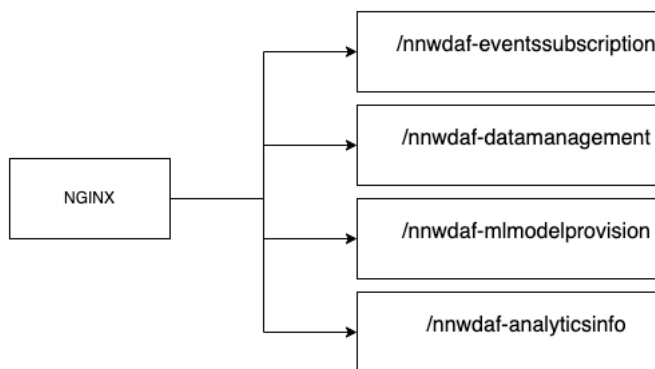 /nnwdaf-eventssubscription
/nnwdaf-datamanagement
NGINX
/nnwdaf-mlmodelprovision
/nnwdaf-analyticsinfo